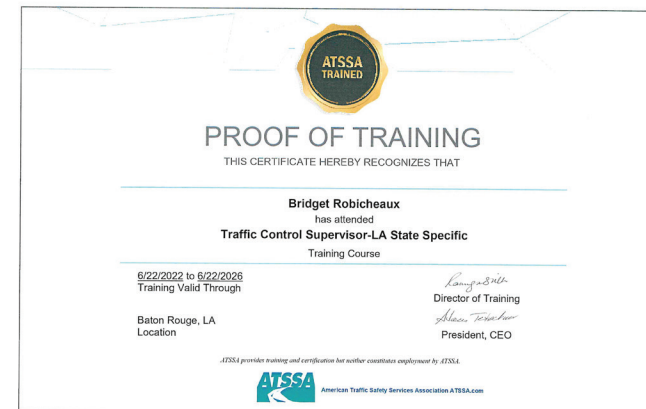 ATSSA
TRAINED
PROOF OF TRAINING
THIS CERTIFICATE HEREBY RECOGNIZES THAT
Bridget Robicheaux
has attended
Traffic Control Supervisor-LA State Specific
Training Course
6/22/2022 to 6/22/2026
Training Valid Through
Director of Training
Baton Rouge, LA
Location
President, CEO
ATSSA provides training and certification but neither constitutes employment by ATSSA.
ATSSA
American Traffic Safety Services Association ATSSA.com